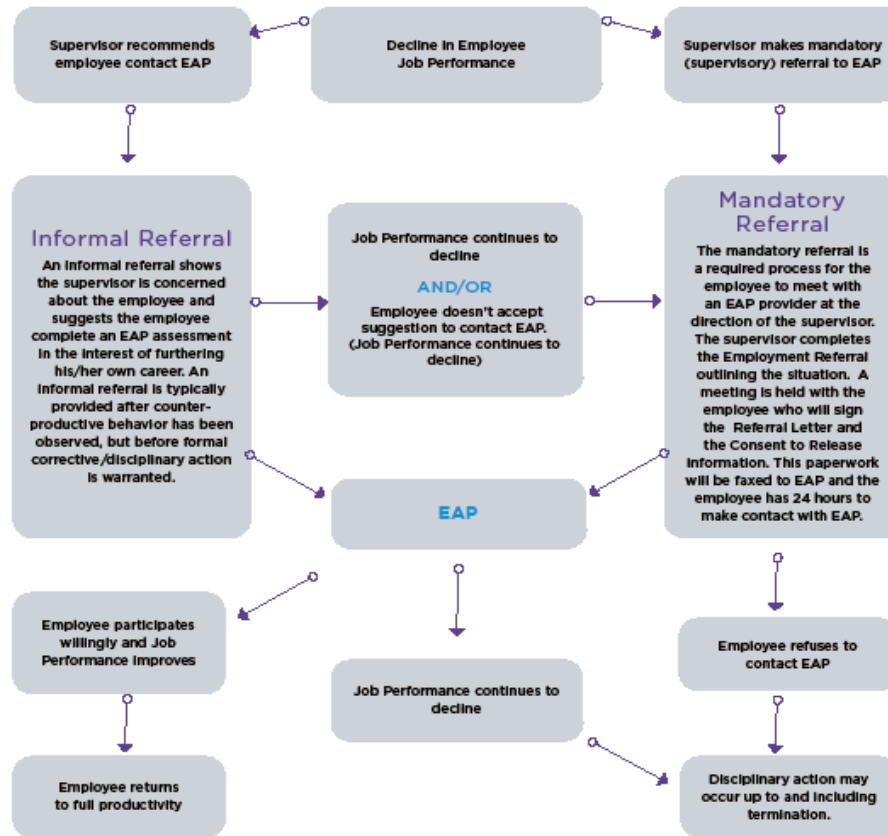 Supervisor recommends
employee contact EAP
Decline in Employee
Job Performance
Supervisor makes mandatory
(supervisory) referral to EAP
Informal Referral
An informal referral shows
the supervisor is concerned
about the employee and
suggests the employee
complete an EAP assessment
in the interest of furthering
his/her own career. An
informal referral is typically
provided after counter-
productive behavior has been
observed, but before formal
corrective/disciplinary action
is warranted.
Job Performance continues to
decline
AND/OR
Employee doesn't accept
suggestion to contact EAP.
(Job Performance continues to
decline)
Mandatory
Referral
The mandatory referral is
a required process for the
employee to meet with
an EAP provider at the
direction of the supervisor.
The supervisor completes
the Employment Referral
outlining the situation. A
meeting is held with the
employee who will sign
the Referral Letter and
the Consent to Release
Information. This paperwork
will be faxed to EAP and the
employee has 24 hours to
make contact with EAP.
EAP
Employee participates
willingly and Job
Performance improves
Job Performance continues to
decline
Employee refuses to
contact EAP
Employee returns
to full productivity
Disciplinary action may
occur up to and including
termination.